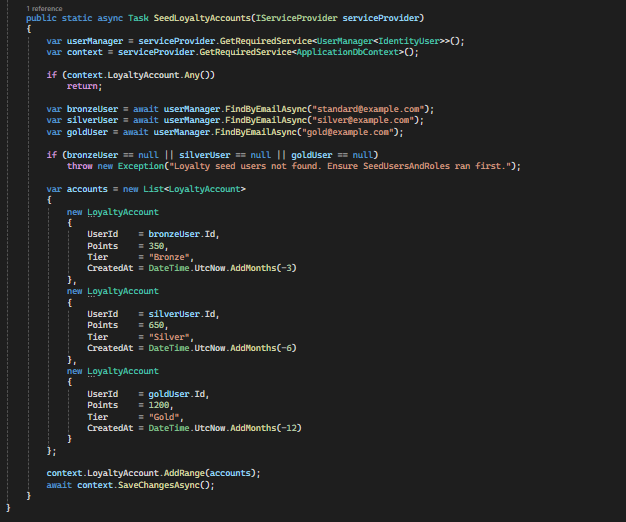 1 reference
public static async Task SeedLoyaltyAccounts(IServiceProvider serviceProvider)
{
    var userManager = serviceProvider.GetRequiredService<UserManager<IdentityUser>>();
    var context = serviceProvider.GetRequiredService<ApplicationDbContext>();

    if (context.LoyaltyAccount.Any())
        return;

    var bronzeUser = await userManager.FindByEmailAsync("standard@example.com");
    var silverUser = await userManager.FindByEmailAsync("silver@example.com");
    var goldUser = await userManager.FindByEmailAsync("gold@example.com");

    if (bronzeUser == null || silverUser == null || goldUser == null)
        throw new Exception("Loyalty seed users not found. Ensure SeedUsersAndRoles ran first.");

    var accounts = new List<LoyaltyAccount>
    {
        new LoyaltyAccount
        {
            UserId    = bronzeUser.Id,
            Points    = 350,
            Tier      = "Bronze",
            CreatedAt = DateTime.UtcNow.AddMonths(-3)
        },
        new LoyaltyAccount
        {
            UserId    = silverUser.Id,
            Points    = 650,
            Tier      = "Silver",
            CreatedAt = DateTime.UtcNow.AddMonths(-6)
        },
        new LoyaltyAccount
        {
            UserId    = goldUser.Id,
            Points    = 1200,
            Tier      = "Gold",
            CreatedAt = DateTime.UtcNow.AddMonths(-12)
        }
    };

    context.LoyaltyAccount.AddRange(accounts);
    await context.SaveChangesAsync();
}
}